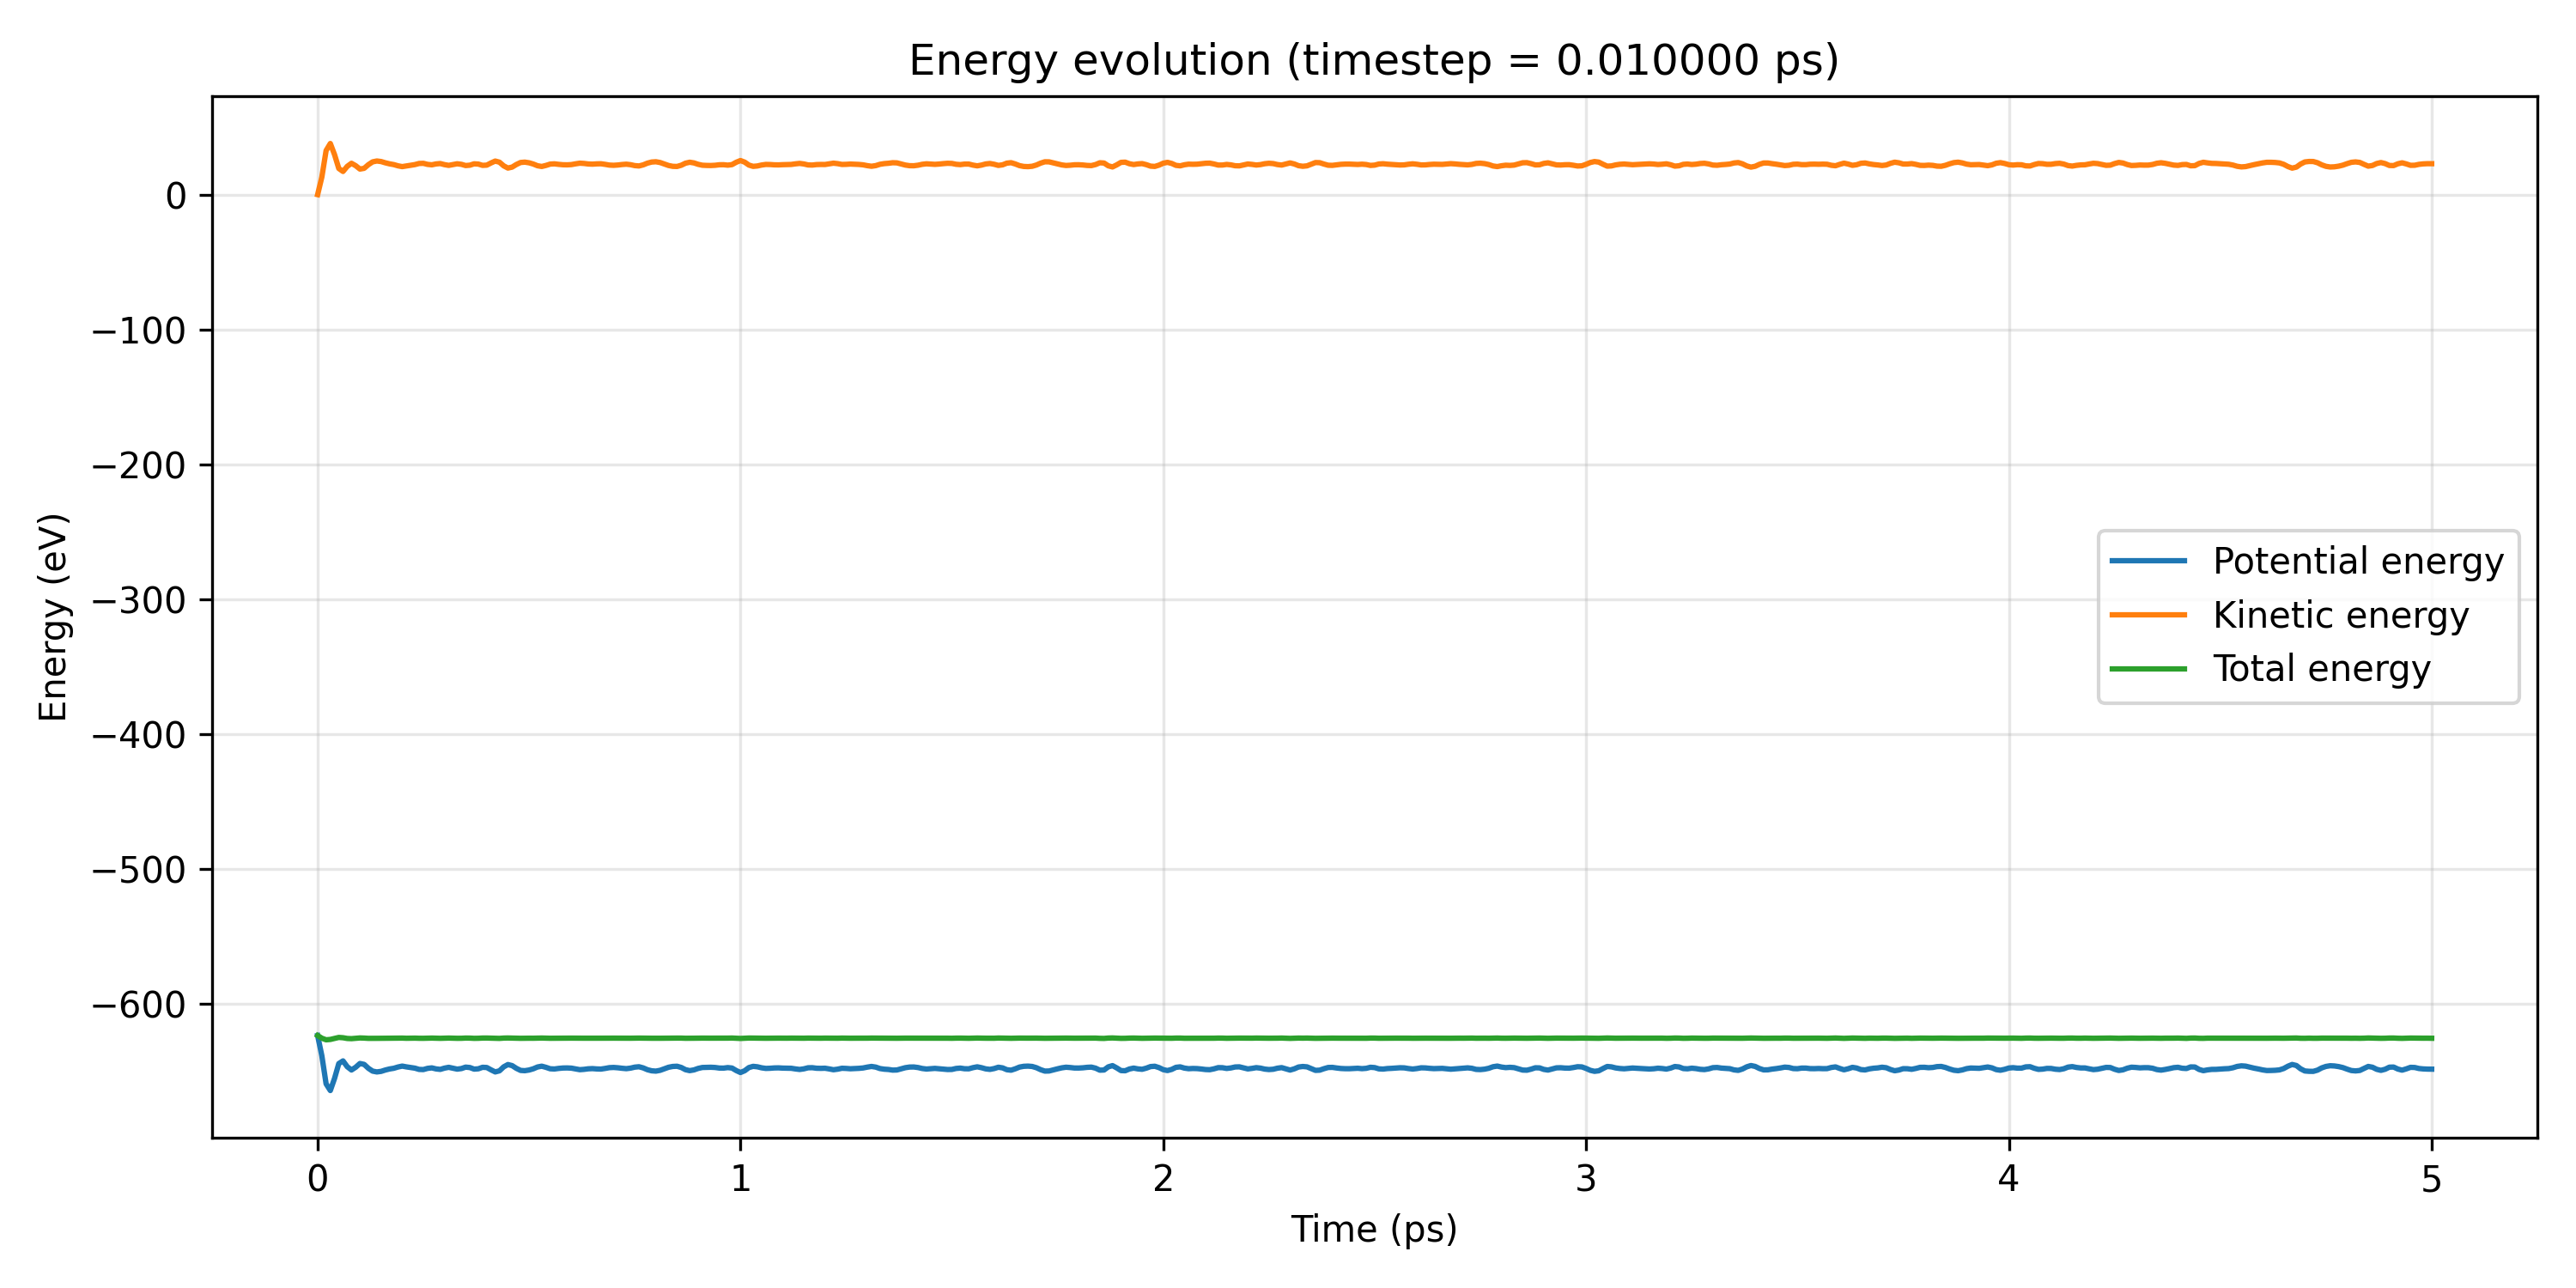 Energy evolution (timestep = 0.010000 ps)
Energy (eV)
0
−100
−200
−300
−400
−500
−600
Potential energy
Kinetic energy
Total energy
0 1 2 3 4 5
Time (ps)